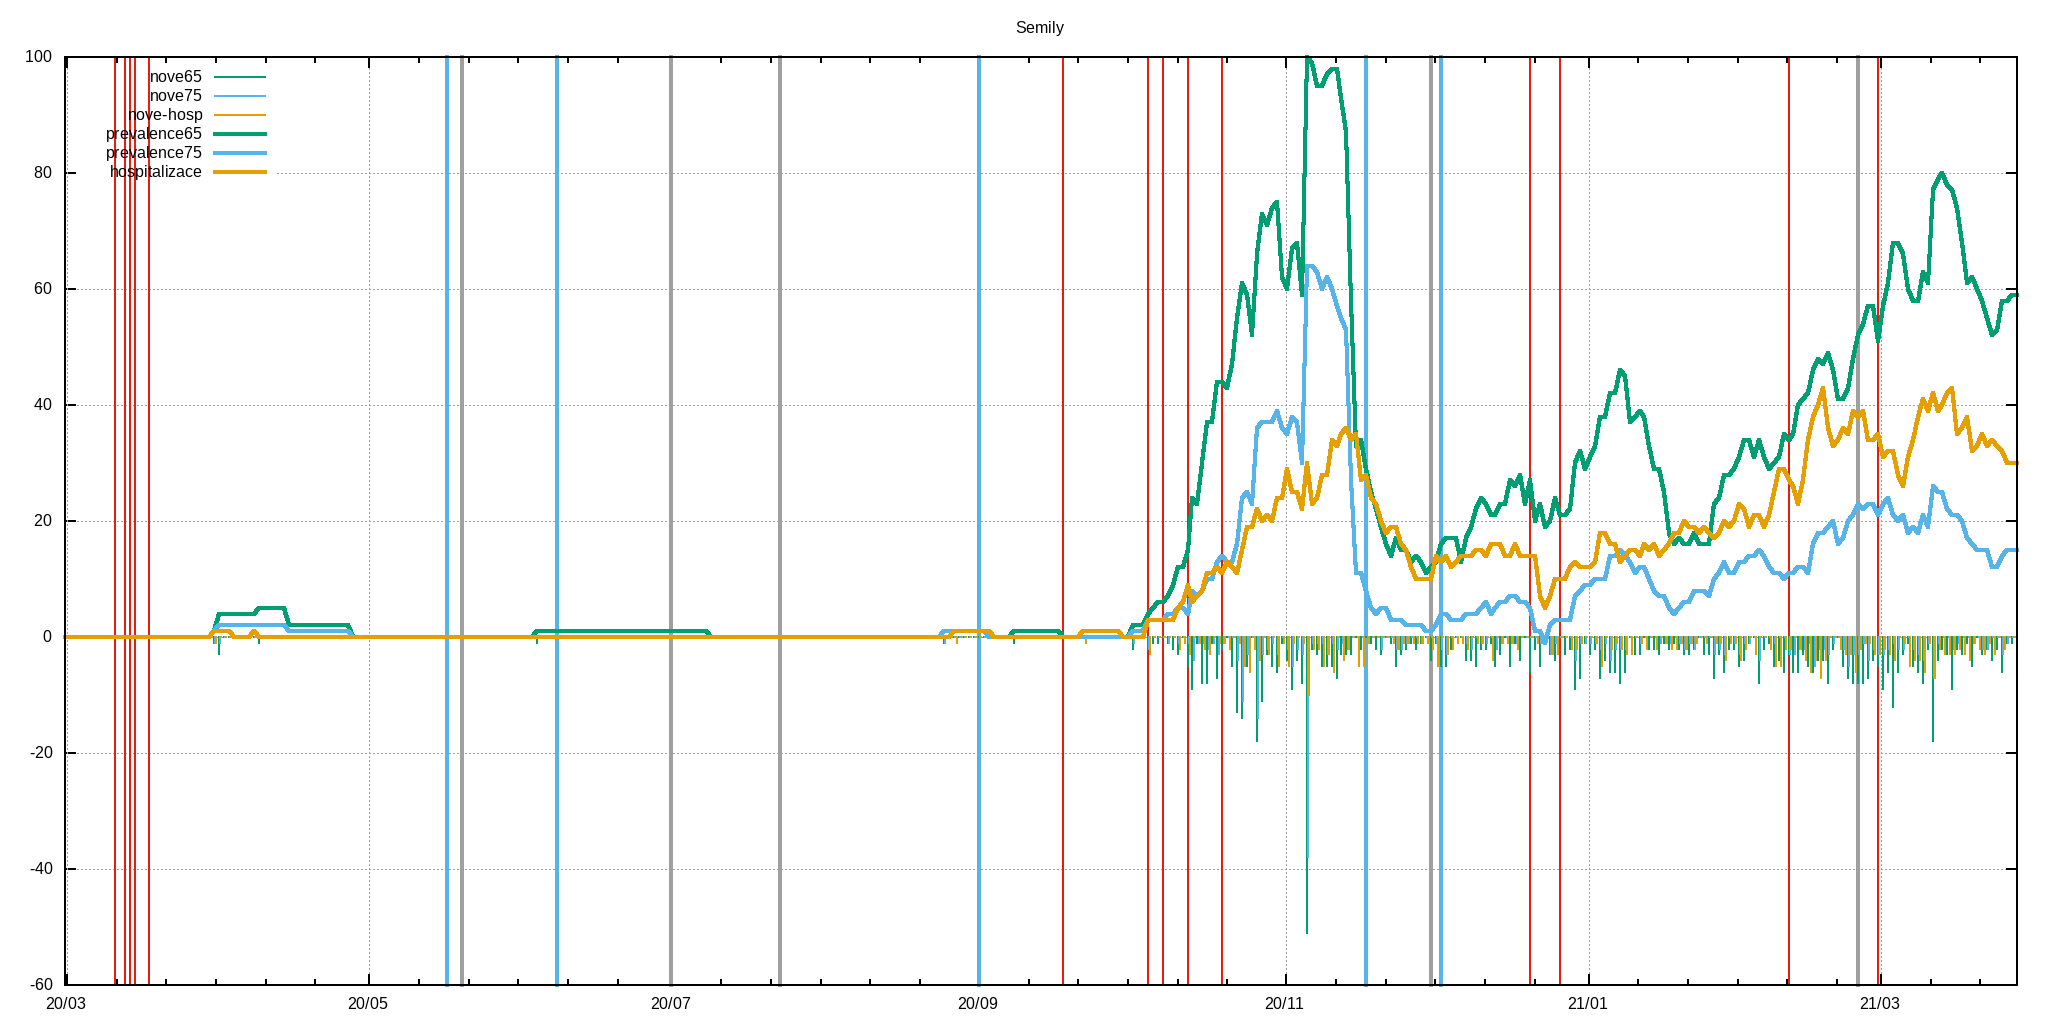 Semily
100
80
60
40
20
0
-20
-40
-60
nove65
nove75
nove-hosp
prevalence65
prevalence75
hospitalizace
20/03 20/05 20/07 20/09 20/11 21/01 21/03